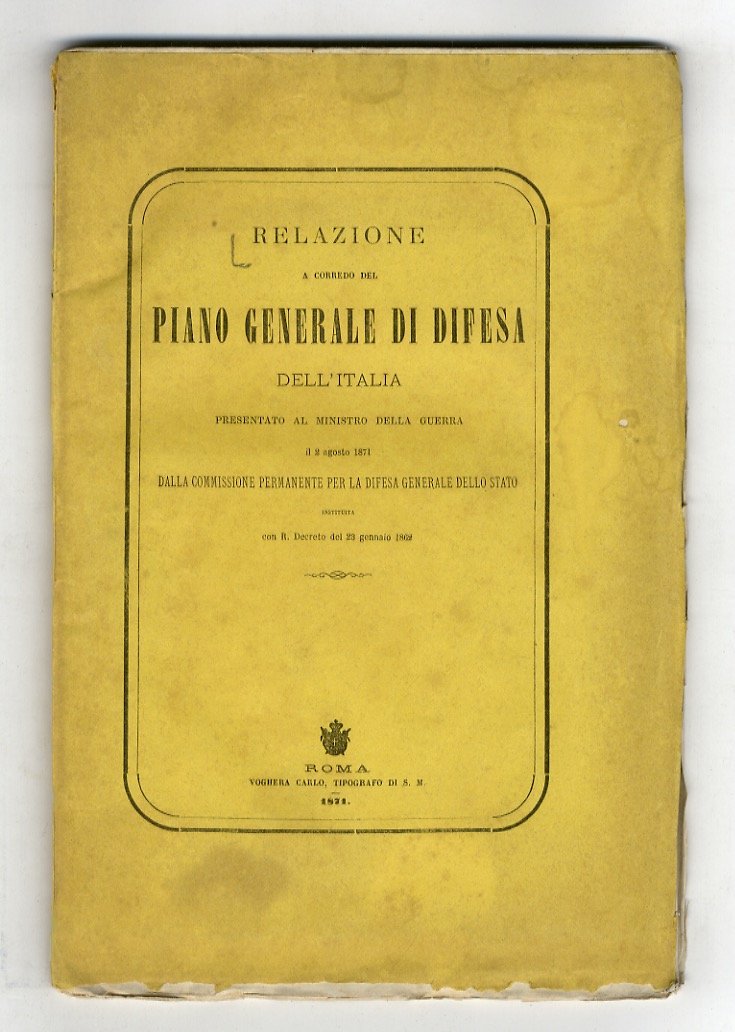 RELAZIONE
A CORREDO DEL
PIANO GENERALE DI DIFESA
DELL'ITALIA
PRESENTATO AL MINISTRO DELLA GUERRA
il 2 agosto 1871
DALLA COMMISSIONE PERMANENTE PER LA DIFESA GENERALE DELLO STATO
INSTITUITA
con R. Decreto del 23 gennaio 1862
ROMA
VOGHERA CARLO, TIPOGRAFO DI S. M.
1871.